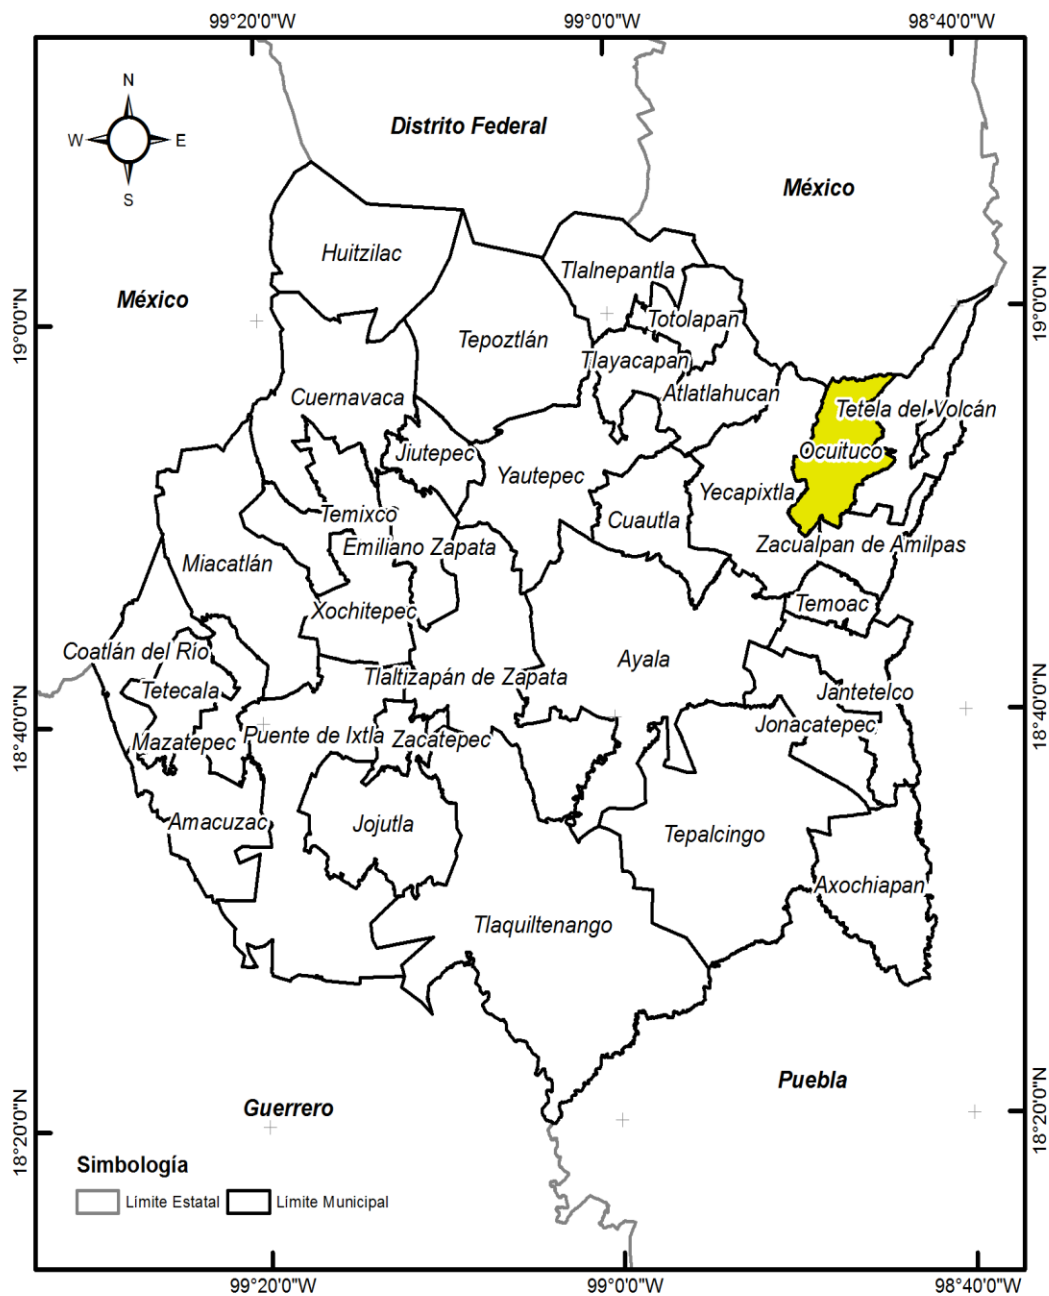 99°20'0"W 99°0'0"W 98°40'0"W
N
W E
S
Distrito Federal
México
Huitzilac
Tlalnepantla
México
19°0'0"N
19°0'0"N
Totolapan
Tepoztlán
Tlayacapan
Atlatlahucan
Cuernavaca
Tetela del Volcán
Jiutepec
Ocuituco
Yautepec
Yecapixtla
Temixco
Cuautla
Emiliano Zapata
Zacualpan de Amilpas
Miacatlán
Xochitepec
Temoac
Coatlán del Río
Ayala
Tlaltizapán de Zapata
Tetecala
Jantetelco
18°40'0"N
18°40'0"N
Jonacatepec
Mazatepec
Puente de Ixtla
Zacatepec
Amacuzac
Jojutla
Tepalcingo
Axochiapan
Tlaquiltenango
Puebla
Guerrero
18°20'0"N
18°20'0"N
Simbología
Límite Estatal Límite Municipal
99°20'0"W 99°0'0"W 98°40'0"W